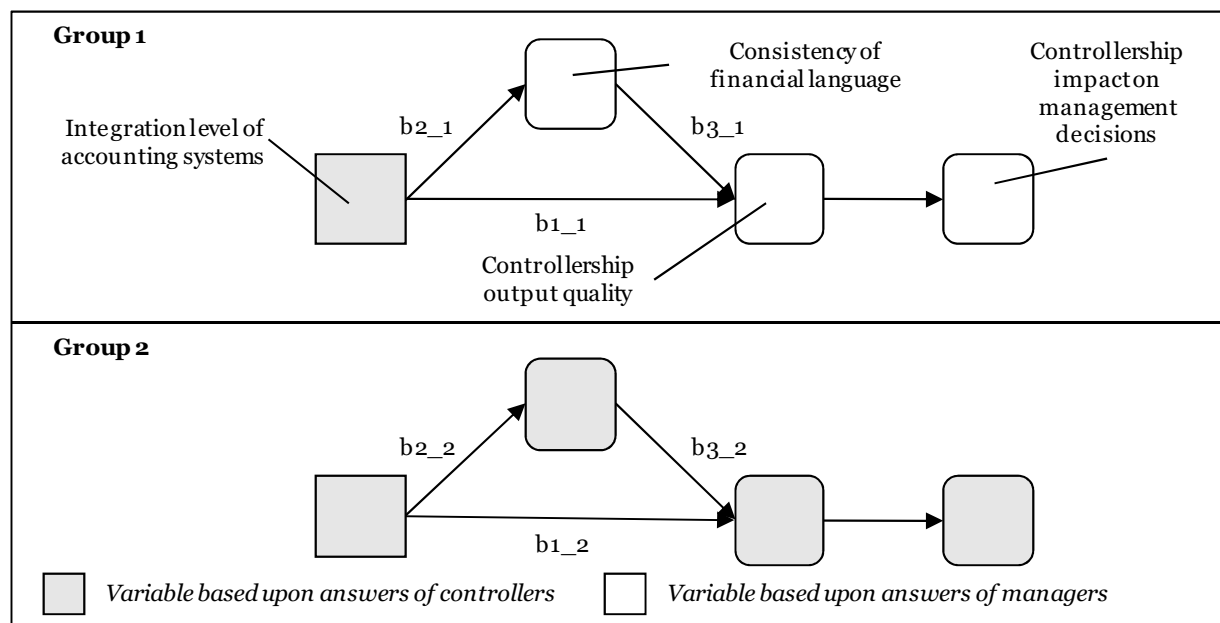 Group 1
Consistency of
financial language
Controllership
impact on
management
decisions
Integration level of
accounting systems
b2_1
b3_1
b1_1
Controllership
output quality
Group 2
b2_2
b3_2
b1_2
Variable based upon answers of controllers
Variable based upon answers of managers